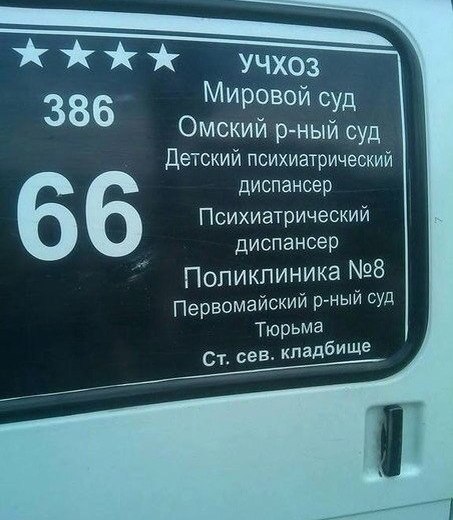 386
66
УЧХОЗ
Мировой суд
Омский р-ный суд
Детский психиатрический
диспансер
Психиатрический
диспансер
Поликлиника №8
Первомайский р-ный суд
Тюрьма
Ст. сев. кладбище